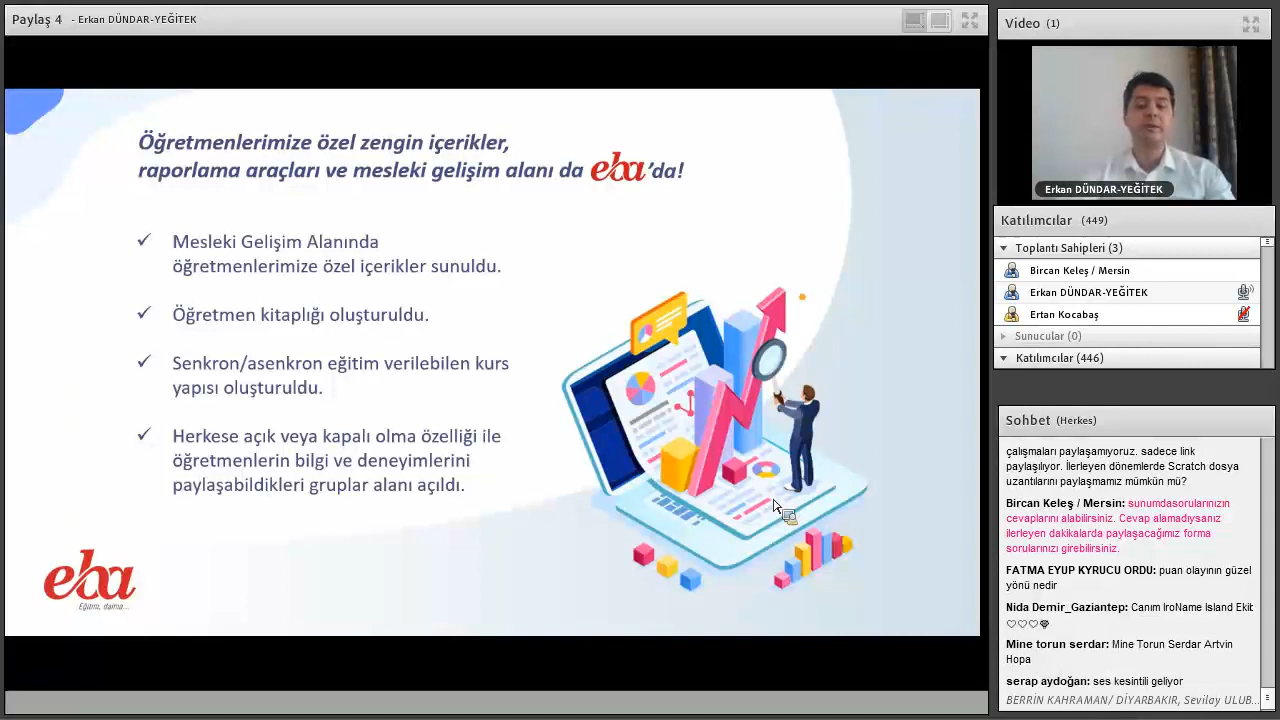 Paylaş 4 - Erkan DÜNDAR-YEĞİTEK
Öğretmenlerimize özel zengin içerikler,
raporlama araçları ve mesleki gelişim alanı da eba'da!
✓ Mesleki Gelişim Alanında
öğretmenlerimize özel içerikler sunuldu.
✓ Öğretmen kitaplığı oluşturuldu.
✓ Senkron/asenkron eğitim verilebilen kurs
yapısı oluşturuldu.
✓ Herkese açık veya kapalı olma özelliği ile
öğretmenlerin bilgi ve deneyimlerini
paylaşabildikleri gruplar alanı açıldı.
eba
Eğitim, daima...
Video (1)
Erkan DÜNDAR-YEĞİTEK
Katılımcılar (449)
Toplantı Sahipleri (3)
Bircan Keleş / Mersin
Erkan DÜNDAR-YEĞİTEK
Ertan Kocabaş
Sunucular (0)
Katılımcılar (446)
Sohbet (Herkes)
çalışmaları paylaşamıyoruz. sadece link
paylaşılıyor. İlerleyen dönemlerde Scratch dosya
uzantılarını paylaşmamız mümkün mü?
Bircan Keleş / Mersin: sunumdasorularınızın
cevaplarını alabilirsiniz. Cevap alamadıysanız
ilerleyen dakikalarda paylaşacağımız forma
sorularınızı girebilirsiniz.
FATMA EYUP KYRUCU ORDU: puan olayının güzel
yönü nedir
Nida Demir_Gaziantep: Canım IroName Island Ekib
♡♡♡
Mine torun serdar: Mine Torun Serdar Artvin
Hopa
serap aydoğan: ses kesintili geliyor
BERRİN KAHRAMAN/ DİYARBAKIR, Sevilay ULUB...